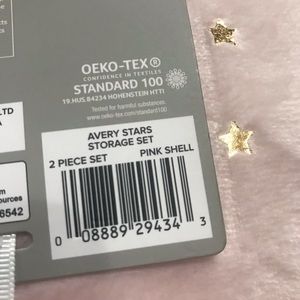 OEKO-TEX®
CONFIDENCE IN TEXTILES
STANDARD 100
19.HUS.84234 HOHENSTEIN HTTI
Tested for harmful substances.
www.oeko-tex.com/standard100
LTD
AVERY STARS
STORAGE SET
2 PIECE SET PINK SHELL
6542
0 08889 29434 3